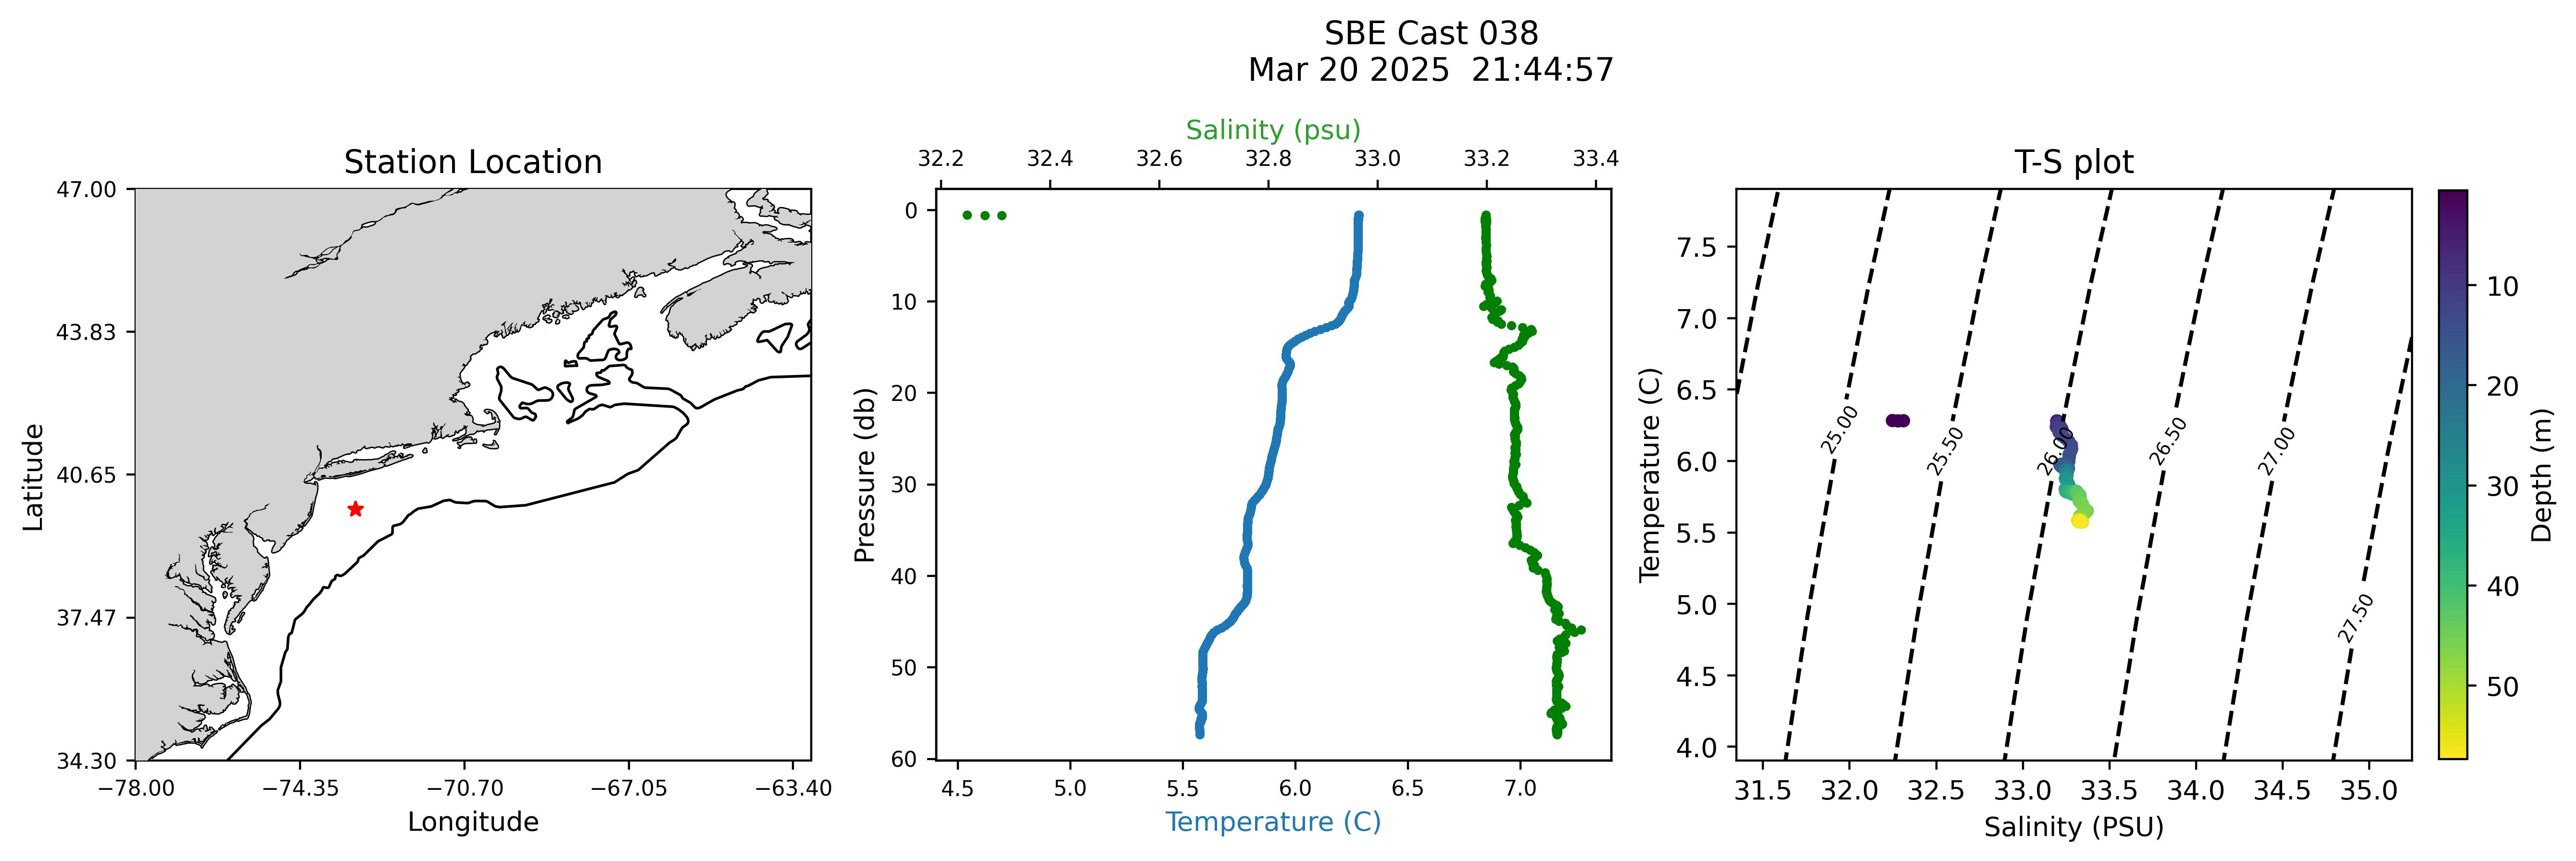 SBE Cast 038
Mar 20 2025  21:44:57
Station Location
47.00
43.83
40.65
37.47
34.30
Latitude
−78.00 −74.35 −70.70 −67.05 −63.40
Longitude
Salinity (psu)
32.2 32.4 32.6 32.8 33.0 33.2 33.4
0
10
20
30
40
50
60
Pressure (db)
4.5 5.0 5.5 6.0 6.5 7.0
Temperature (C)
T-S plot
7.5
7.0
6.5
6.0
5.5
5.0
4.5
4.0
Temperature (C)
25.00
25.50
26.00
26.50
27.00
27.50
31.5 32.0 32.5 33.0 33.5 34.0 34.5 35.0
Salinity (PSU)
10
20
30
40
50
Depth (m)